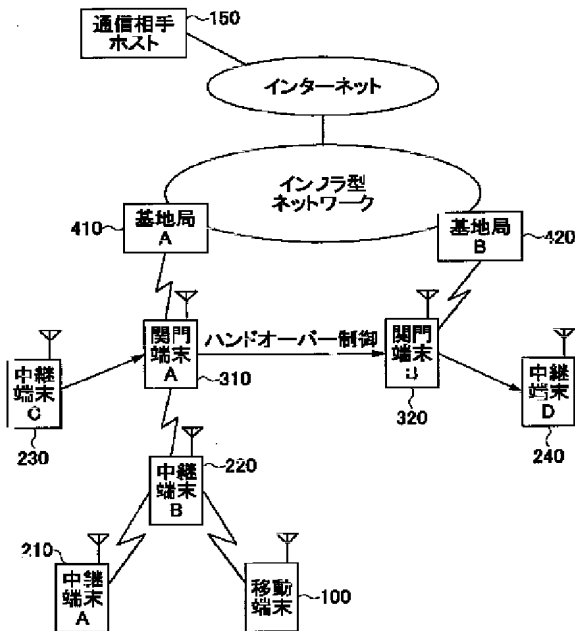 通信相手
ホスト
150
インターネット
インフラ型
ネットワーク
410
基地局
A
基地局
B
420
関門
端末
A
310
ハンドオーバー制御
関門
端末
B
320
中継
端末
C
230
中継
端末
D
240
中継
端末
B
220
210
中継
端末
A
移動
端末
100